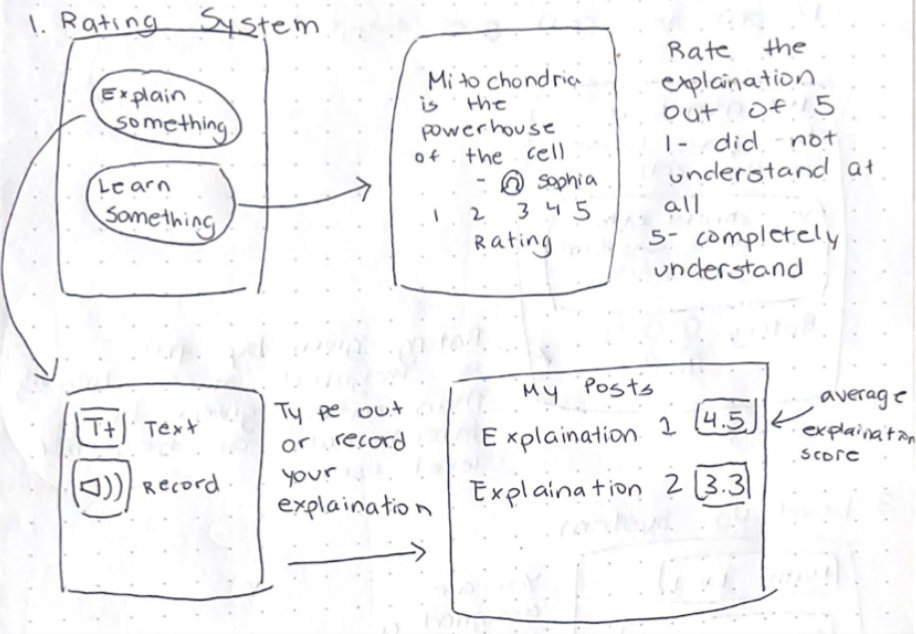 1. Rating System
Explain
something
Learn
Something
Mitochondria
is the
powerhouse
of the cell
- sophia
1 2 3 4 5
Rating
Rate the
explaination
out of 5
1- did not
understand at
all
5- completely
understand
Tt Text
Record
Type out
or record
your
explaination
My Posts
Explaination 1 4.5
Explaination 2 3.3
average
explaination
score